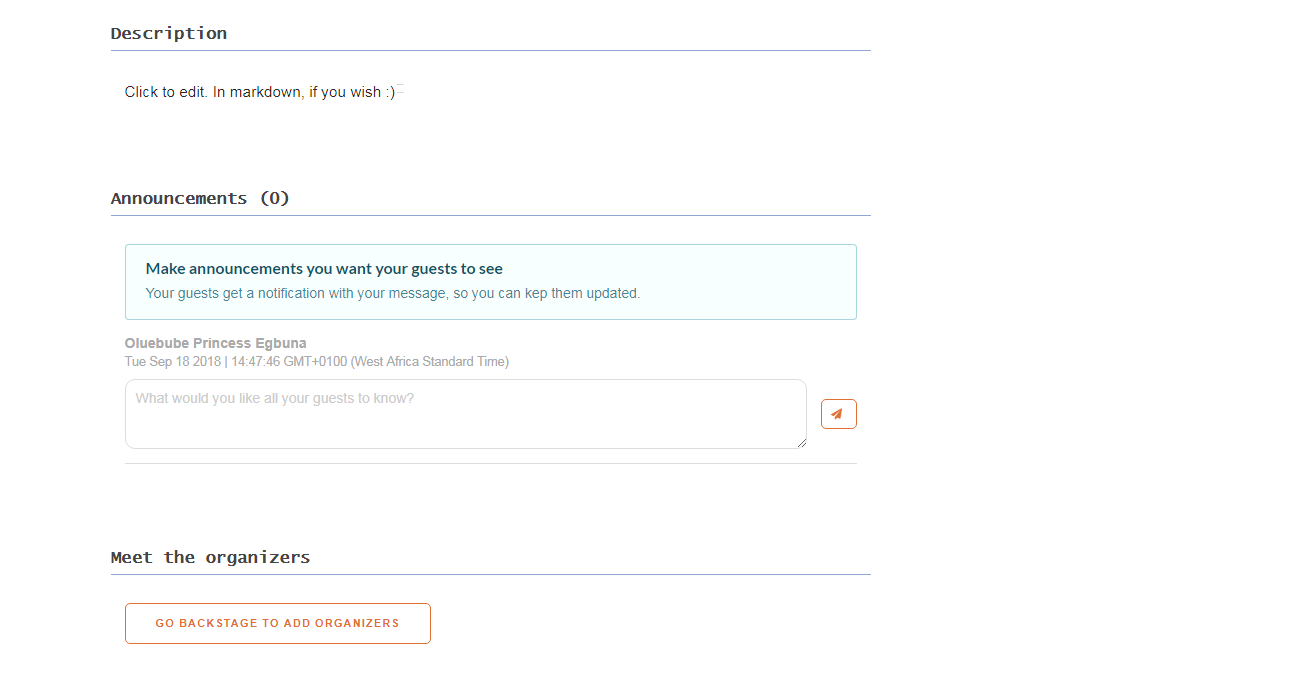 Description
Click to edit. In markdown, if you wish :)
Announcements (0)
Make announcements you want your guests to see
Your guests get a notification with your message, so you can kep them updated.
Oluebube Princess Egbuna
Tue Sep 18 2018 | 14:47:46 GMT+0100 (West Africa Standard Time)
What would you like all your guests to know?
Meet the organizers
GO BACKSTAGE TO ADD ORGANIZERS